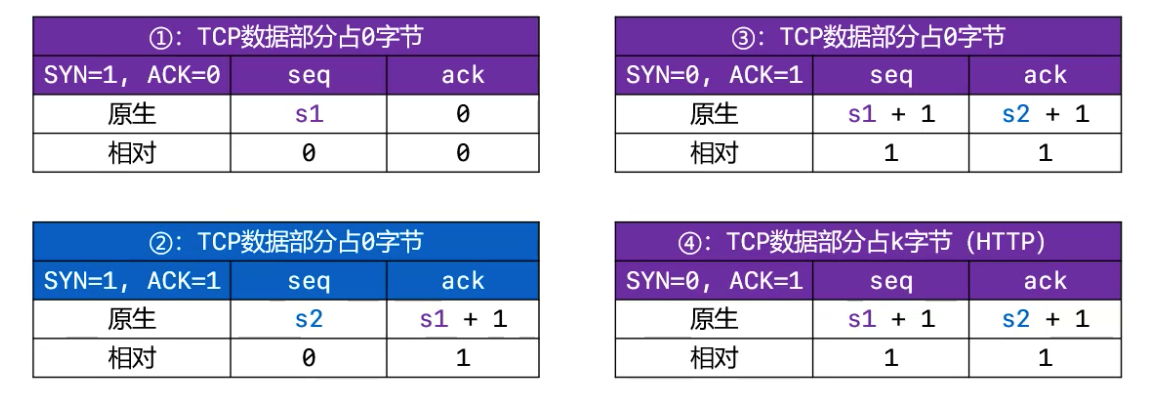 ①: TCP数据部分占0字节
SYN=1, ACK=0 seq ack
原生 s1 0
相对 0 0
②: TCP数据部分占0字节
SYN=1, ACK=1 seq ack
原生 s2 s1 + 1
相对 0 1
③: TCP数据部分占0字节
SYN=0, ACK=1 seq ack
原生 s1 + 1 s2 + 1
相对 1 1
④: TCP数据部分占k字节 (HTTP)
SYN=0, ACK=1 seq ack
原生 s1 + 1 s2 + 1
相对 1 1